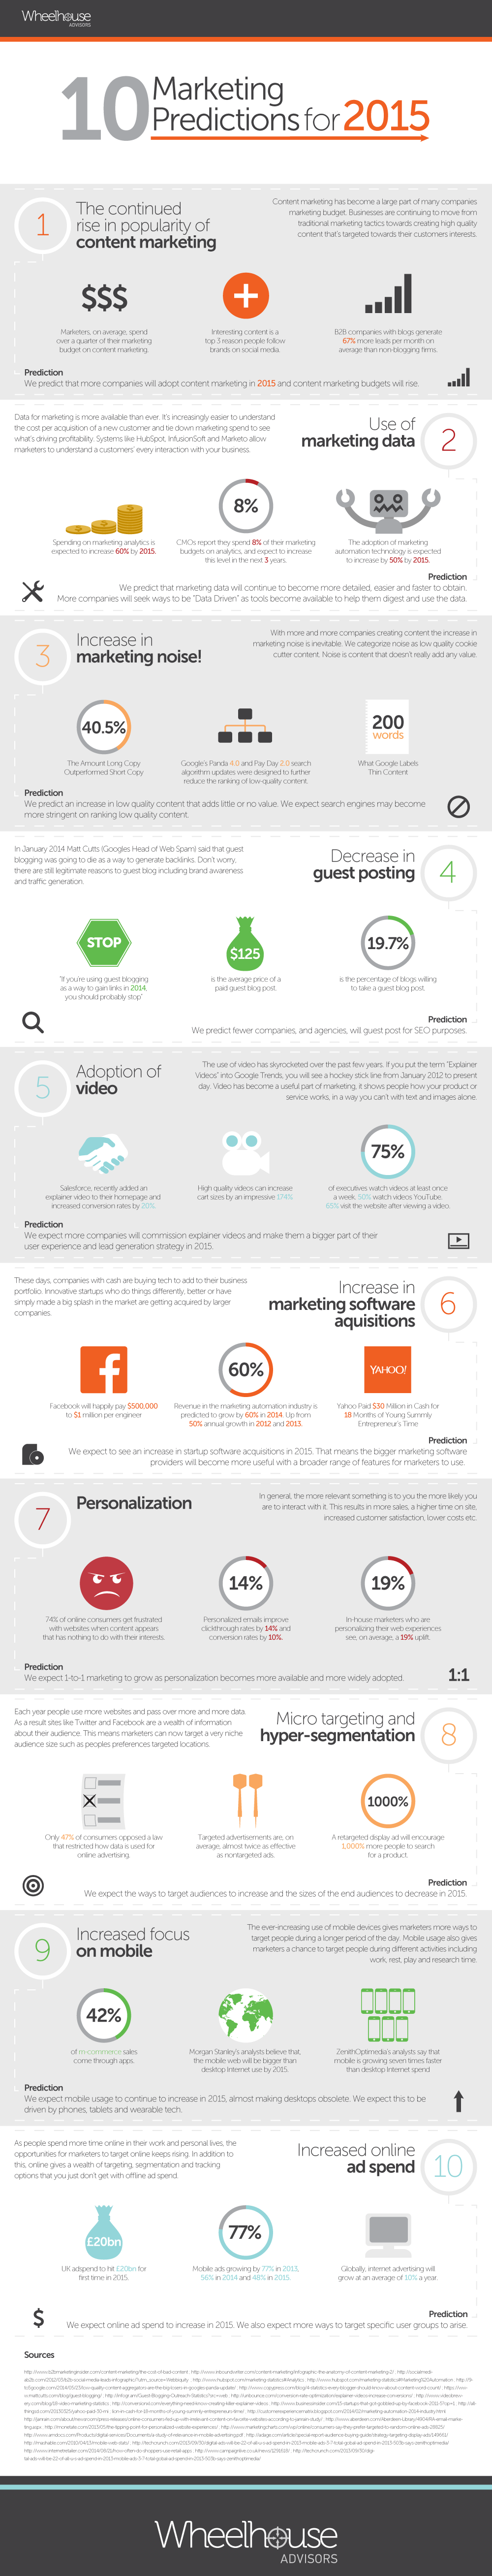 Wheelhouse
ADVISORS
10 Marketing
Predictions for 2015
1
The continued
rise in popularity of
content marketing
Content marketing has become a large part of many companies
marketing budget. Businesses are continuing to move from
traditional marketing tactics towards creating high quality
content that's targeted towards their customers interests.
$$$
Marketers, on average, spend
over a quarter of their marketing
budget on content marketing.
Interesting content is a
top 3 reason people follow
brands on social media.
B2B companies with blogs generate
67% more leads per month on
average than non-blogging firms.
Prediction
We predict that more companies will adopt content marketing in 2015 and content marketing budgets will rise.
Data for marketing is more available than ever. It's increasingly easier to understand
the cost per acquisition of a new customer and tie down marketing spend to see
what's driving profitability. Systems like HubSpot, InfusionSoft and Marketo allow
marketers to understand a customers' every interaction with your business.
Use of
marketing data
2
Spending on marketing analytics is
expected to increase 60% by 2015.
8%
CMOs report they spend 8% of their marketing
budgets on analytics, and expect to increase
this level in the next 3 years.
The adoption of marketing
automation technology is expected
to increase by 50% by 2015.
Prediction
We predict that marketing data will continue to become more detailed, easier and faster to obtain.
More companies will seek ways to be "Data Driven" as tools become available to help them digest and use the data.
3
Increase in
marketing noise!
With more and more companies creating content the increase in
marketing noise is inevitable. We categorize noise as low quality cookie
cutter content. Noise is content that doesn't really add any value.
40.5%
The Amount Long Copy
Outperformed Short Copy
Google's Panda 4.0 and Pay Day 2.0 search
algorithm updates were designed to further
reduce the ranking of low-quality content.
200
words
What Google Labels
Thin Content
Prediction
We predict an increase in low quality content that adds little or no value. We expect search engines may become
more stringent on ranking low quality content.
In January 2014 Matt Cutts (Googles Head of Web Spam) said that guest
blogging was going to die as a way to generate backlinks. Don't worry,
there are still legitimate reasons to guest blog including brand awareness
and traffic generation.
Decrease in
guest posting
4
STOP
"If you're using guest blogging
as a way to gain links in 2014,
you should probably stop"
$125
is the average price of a
paid guest blog post.
19.7%
is the percentage of blogs willing
to take a guest blog post.
Prediction
We predict fewer companies, and agencies, will guest post for SEO purposes.
5
Adoption of
video
The use of video has skyrocketed over the past few years. If you put the term "Explainer
Videos" into Google Trends, you will see a hockey stick line from January 2012 to present
day. Video has become a useful part of marketing, it shows people how your product or
service works, in a way you can't with text and images alone.
Salesforce, recently added an
explainer video to their homepage and
increased conversion rates by 20%.
High quality videos can increase
cart sizes by an impressive 174%
75%
of executives watch videos at least once
a week. 50% watch videos YouTube,
65% visit the website after viewing a video.
Prediction
We expect more companies will commission explainer videos and make them a bigger part of their
user experience and lead generation strategy in 2015.
These days, companies with cash are buying tech to add to their business
portfolio. Innovative startups who do things differently, better or have
simply made a big splash in the market are getting acquired by larger
companies.
Increase in
marketing software
aquisitions
6
Facebook will happily pay $500,000
to $1 million per engineer
60%
Revenue in the marketing automation industry is
predicted to grow by 60% in 2014. Up from
50% annual growth in 2012 and 2013.
YAHOO!
Yahoo Paid $30 Million in Cash for
18 Months of Young Summly
Entrepreneur's Time
Prediction
We expect to see an increase in startup software acquisitions in 2015. That means the bigger marketing software
providers will become more useful with a broader range of features for marketers to use.
7
Personalization
In general, the more relevant something is to you the more likely you
are to interact with it. This results in more sales, a higher time on site,
increased customer satisfaction, lower costs etc.
74% of online consumers get frustrated
with websites when content appears
that has nothing to do with their interests.
14%
Personalized emails improve
clickthrough rates by 14% and
conversion rates by 10%.
19%
In-house marketers who are
personalizing their web experiences
see, on average, a 19% uplift.
Prediction
We expect 1-to-1 marketing to grow as personalization becomes more available and more widely adopted.
1:1
Each year people use more websites and pass over more and more data.
As a result sites like Twitter and Facebook are a wealth of information
about their audience. This means marketers can now target a very niche
audience size such as peoples preferences targeted locations.
Micro targeting and
hyper-segmentation
8
Only 47% of consumers opposed a law
that restricted how data is used for
online advertising.
Targeted advertisements are, on
average, almost twice as effective
as nontargeted ads.
1000%
A retargeted display ad will encourage
1,000% more people to search
for a product.
Prediction
We expect the ways to target audiences to increase and the sizes of the end audiences to decrease in 2015.
9
Increased focus
on mobile
The ever-increasing use of mobile devices gives marketers more ways to
target people during a longer period of the day. Mobile usage also gives
marketers a chance to target people during different activities including
work, rest, play and research time.
42%
of m-commerce sales
come through apps.
Morgan Stanley's analysts believe that,
the mobile web will be bigger than
desktop Internet use by 2015.
ZenithOptimedia's analysts say that
mobile is growing seven times faster
than desktop Internet spend
Prediction
We expect mobile usage to continue to increase in 2015, almost making desktops obsolete. We expect this to be
driven by phones, tablets and wearable tech.
As people spend more time online in their work and personal lives, the
opportunities for marketers to target online keeps rising. In addition to
this, online gives a wealth of targeting, segmentation and tracking
options that you just don't get with offline ad spend.
Increased online
ad spend
10
£20bn
UK adspend to hit £20bn for
first time in 2015.
77%
Mobile ads growing by 77% in 2013,
56% in 2014 and 48% in 2015.
Globally, internet advertising will
grow at an average of 10% a year.
Prediction
$
We expect online ad spend to increase in 2015. We also expect more ways to target specific user groups to arise.
Sources
Wheelhouse
ADVISORS